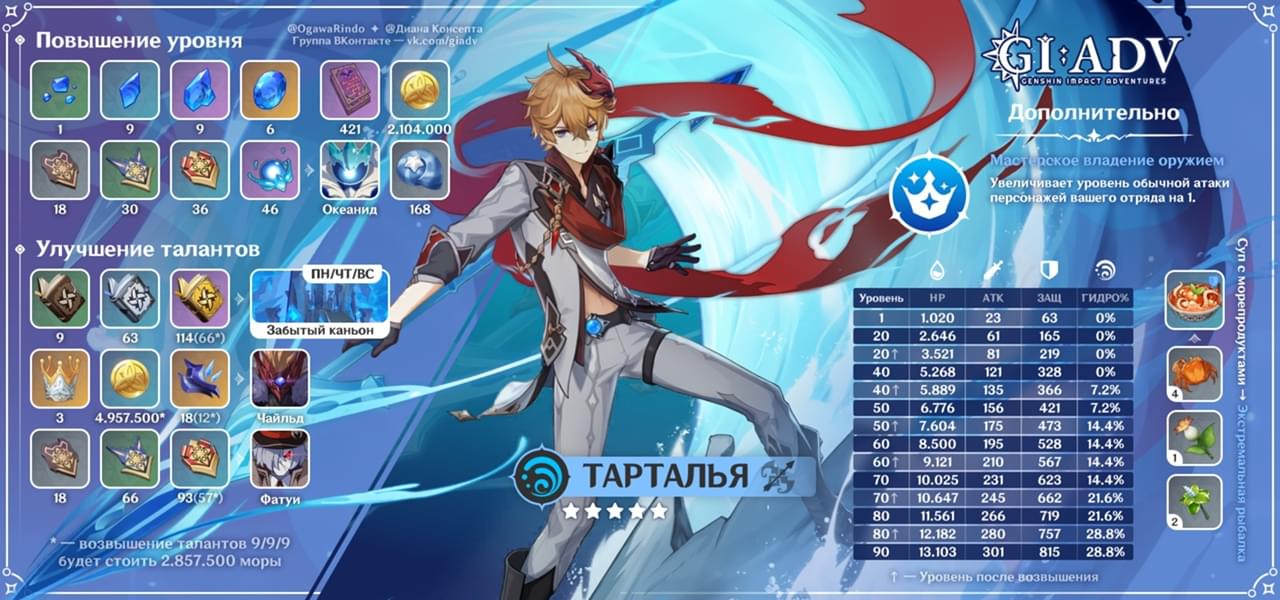 Повышение уровня
@OgawaRindo ✦ @Диана Консепта
Группа ВКонтакте — vk.com/giadv
1 9 9 6 421 2.104.000
18 30 36 46 Океанид 168
Улучшение талантов
ПН/ЧТ/ВС
Забытый каньон
9 63 114(66*)
3 4.957.500* 18(12*) Чайльд
18 66 93(57*) Фатуи
* — возвышение талантов 9/9/9
будет стоить 2.857.500 моры
ТАРТАЛЬЯ
GI·ADV
GENSHIN IMPACT ADVENTURES
Дополнительно
Мастерское владение оружием
Увеличивает уровень обычной атаки
персонажей вашего отряда на 1.
Уровень HP АТК ЗАЩ ГИДРО%
1 1.020 23 63 0%
20 2.646 61 165 0%
20↑ 3.521 81 219 0%
40 5.268 121 328 0%
40↑ 5.889 135 366 7.2%
50 6.776 156 421 7.2%
50↑ 7.604 175 473 14.4%
60 8.500 195 528 14.4%
60↑ 9.121 210 567 14.4%
70 10.025 231 623 14.4%
70↑ 10.647 245 662 21.6%
80 11.561 266 719 21.6%
80↑ 12.182 280 757 28.8%
90 13.103 301 815 28.8%
↑ — Уровень после возвышения
4
1
2
Суп с морепродуктами → Экстремальная рыбалка